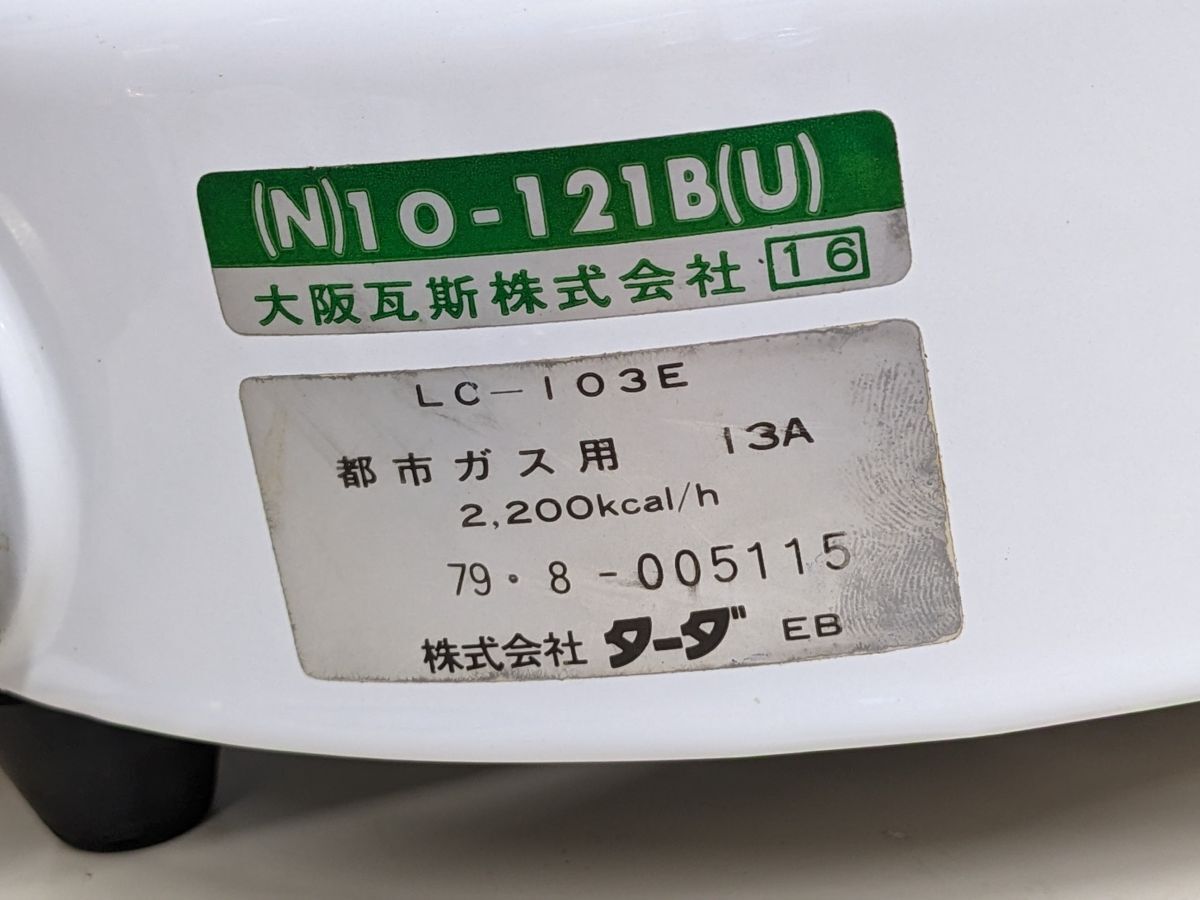 (N)10-121B(U)
大阪瓦斯株式会社 16
LC-103E
都市ガス用 13A
2,200kcal/h
79・8-005115
株式会社 タータ゛ EB